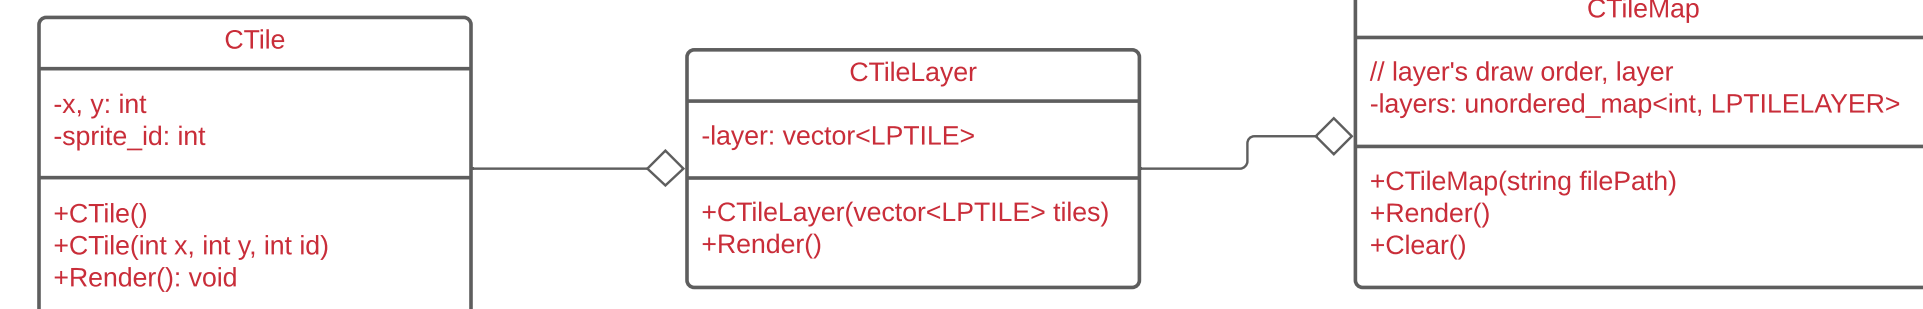 CTile
-x, y: int
-sprite_id: int
+CTile()
+CTile(int x, int y, int id)
+Render(): void
CTileLayer
-layer: vector<LPTILE>
+CTileLayer(vector<LPTILE> tiles)
+Render()
CTileMap
// layer's draw order, layer
-layers: unordered_map<int, LPTILELAYER>
+CTileMap(string filePath)
+Render()
+Clear()